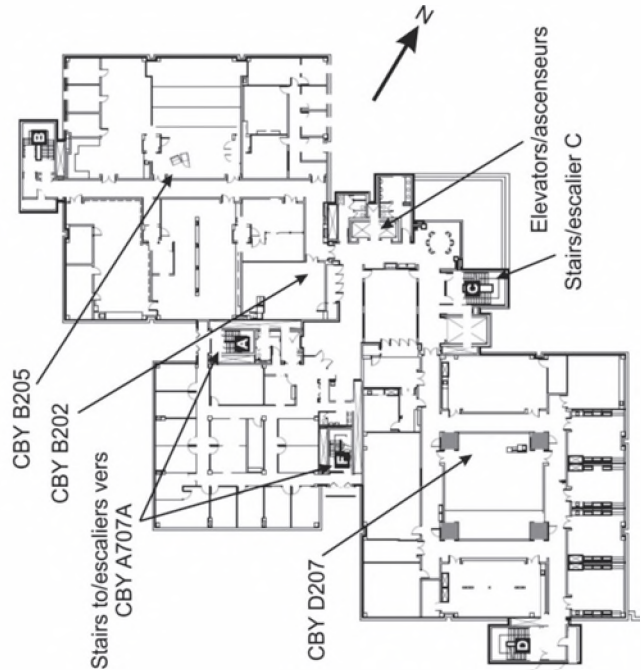 CBY B205
CBY B202
Stairs to/escaliers vers
CBY A707A
CBY D207
Elevators/ascenseurs
Stairs/escalier C
N
B
A
F
C
D